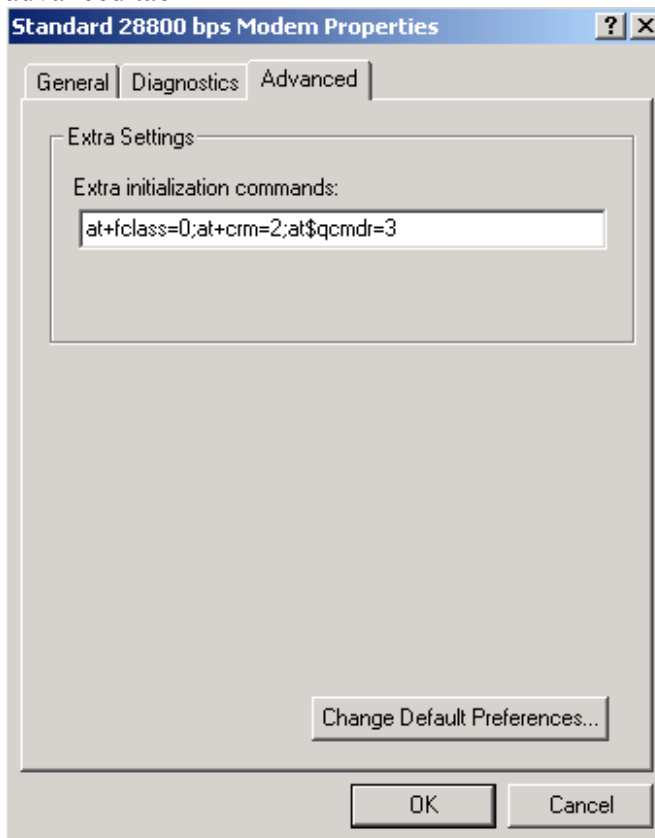 Standard 28800 bps Modem Properties
General Diagnostics Advanced
Extra Settings
Extra initialization commands:
at+fclass=0;at+crm=2;at$qcmdr=3
Change Default Preferences...
OK Cancel